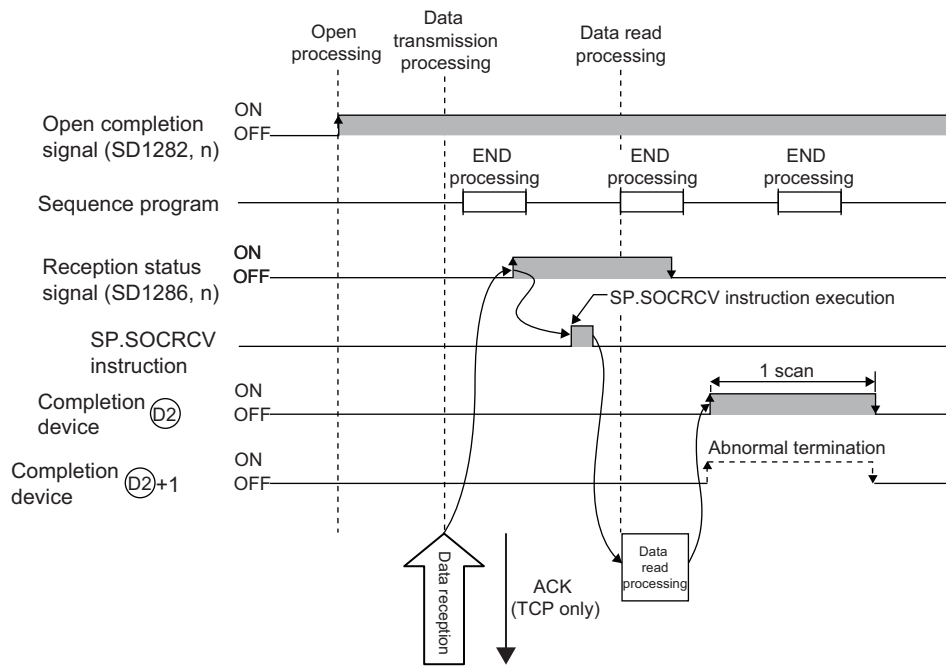 Open
processing
Data
transmission
processing
Data read
processing
Open completion
signal (SD1282, n)
ON
OFF
END
processing
END
processing
END
processing
Sequence program
Reception status
signal (SD1286, n)
ON
OFF
SP.SOCRCV instruction execution
SP.SOCRCV
instruction
1 scan
Completion
device D2
ON
OFF
Abnormal termination
Completion
device D2+1
ON
OFF
Data reception
ACK
(TCP only)
Data
read
processing